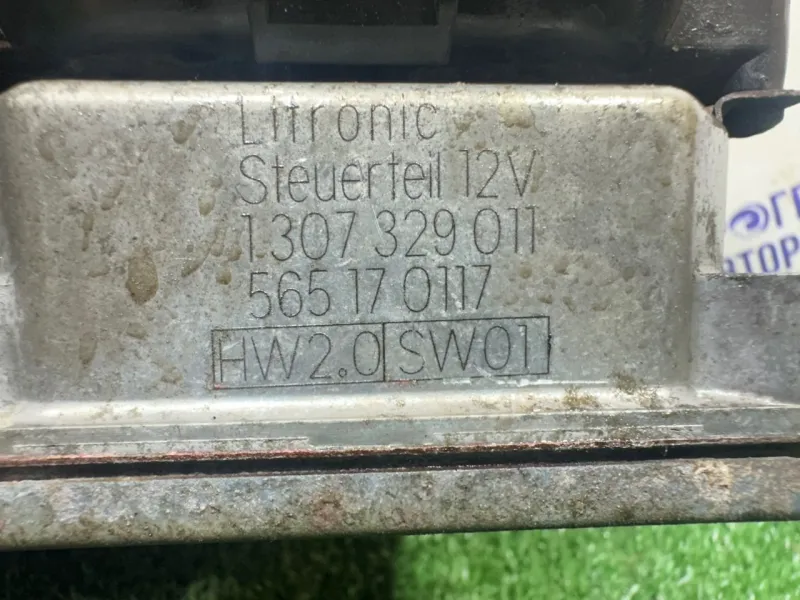 Litronic
Steuerteil 12V
1 307 329 011
565 17 0117
HW2.0 SW01